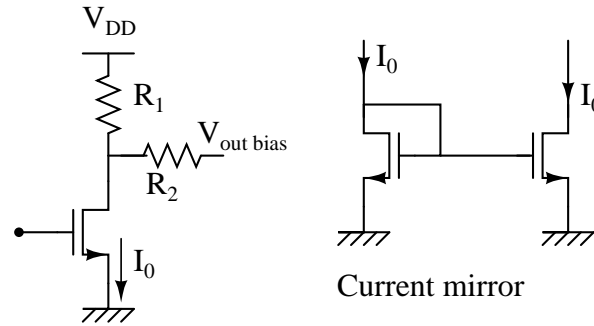 V_DD
R_1
V_out bias
R_2
I_0
I_0
I_0
Current mirror